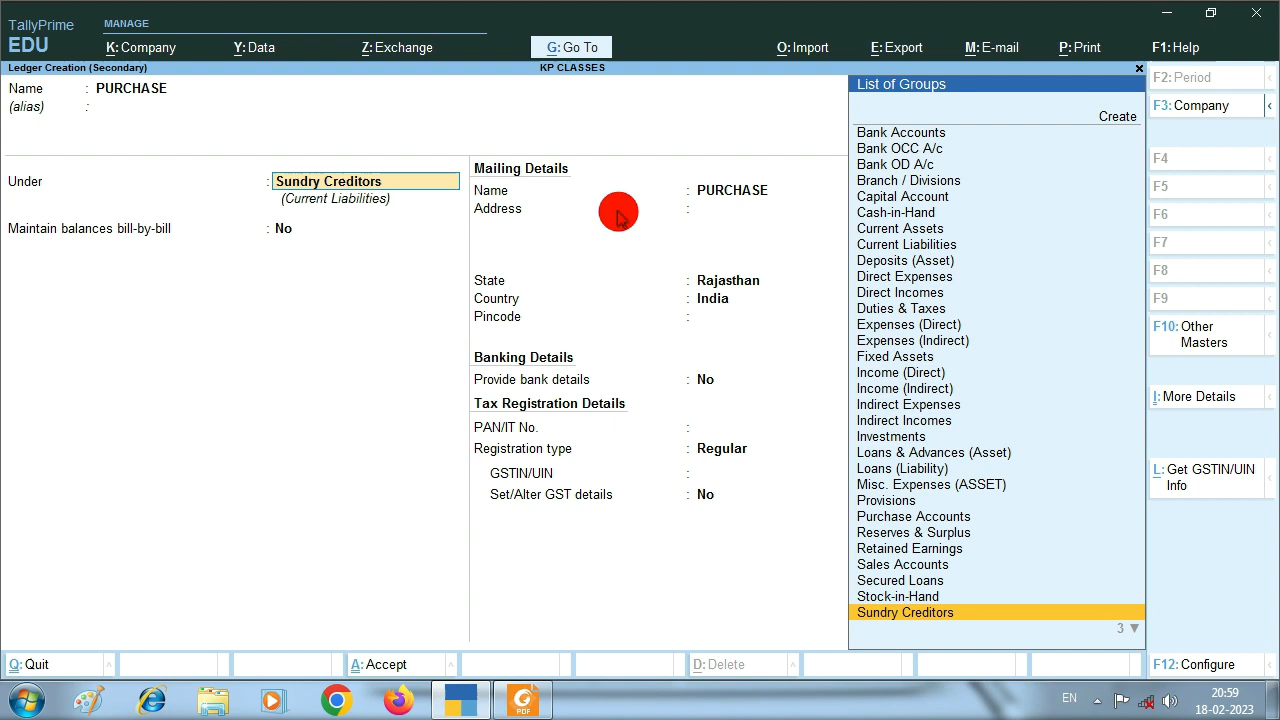 TallyPrime
EDU
MANAGE
K: Company
Y: Data
Z: Exchange
G: Go To
O: Import
E: Export
M: E-mail
P: Print
F1: Help
Ledger Creation (Secondary)
KP CLASSES
Name : PURCHASE
(alias) :
Under : Sundry Creditors
(Current Liabilities)
Maintain balances bill-by-bill : No
Mailing Details
Name : PURCHASE
Address :
State : Rajasthan
Country : India
Pincode :
Banking Details
Provide bank details : No
Tax Registration Details
PAN/IT No. :
Registration type : Regular
GSTIN/UIN :
Set/Alter GST details : No
List of Groups
Create
Bank Accounts
Bank OCC A/c
Bank OD A/c
Branch / Divisions
Capital Account
Cash-in-Hand
Current Assets
Current Liabilities
Deposits (Asset)
Direct Expenses
Direct Incomes
Duties & Taxes
Expenses (Direct)
Expenses (Indirect)
Fixed Assets
Income (Direct)
Income (Indirect)
Indirect Expenses
Indirect Incomes
Investments
Loans & Advances (Asset)
Loans (Liability)
Misc. Expenses (ASSET)
Provisions
Purchase Accounts
Reserves & Surplus
Retained Earnings
Sales Accounts
Secured Loans
Stock-in-Hand
Sundry Creditors
3 ▼
F2: Period
F3: Company
F4
F5
F6
F7
F8
F9
F10: Other
Masters
I: More Details
L: Get GSTIN/UIN
Info
Q: Quit
A: Accept
D: Delete
F12: Configure
PDF
EN
20:59
18-02-2023